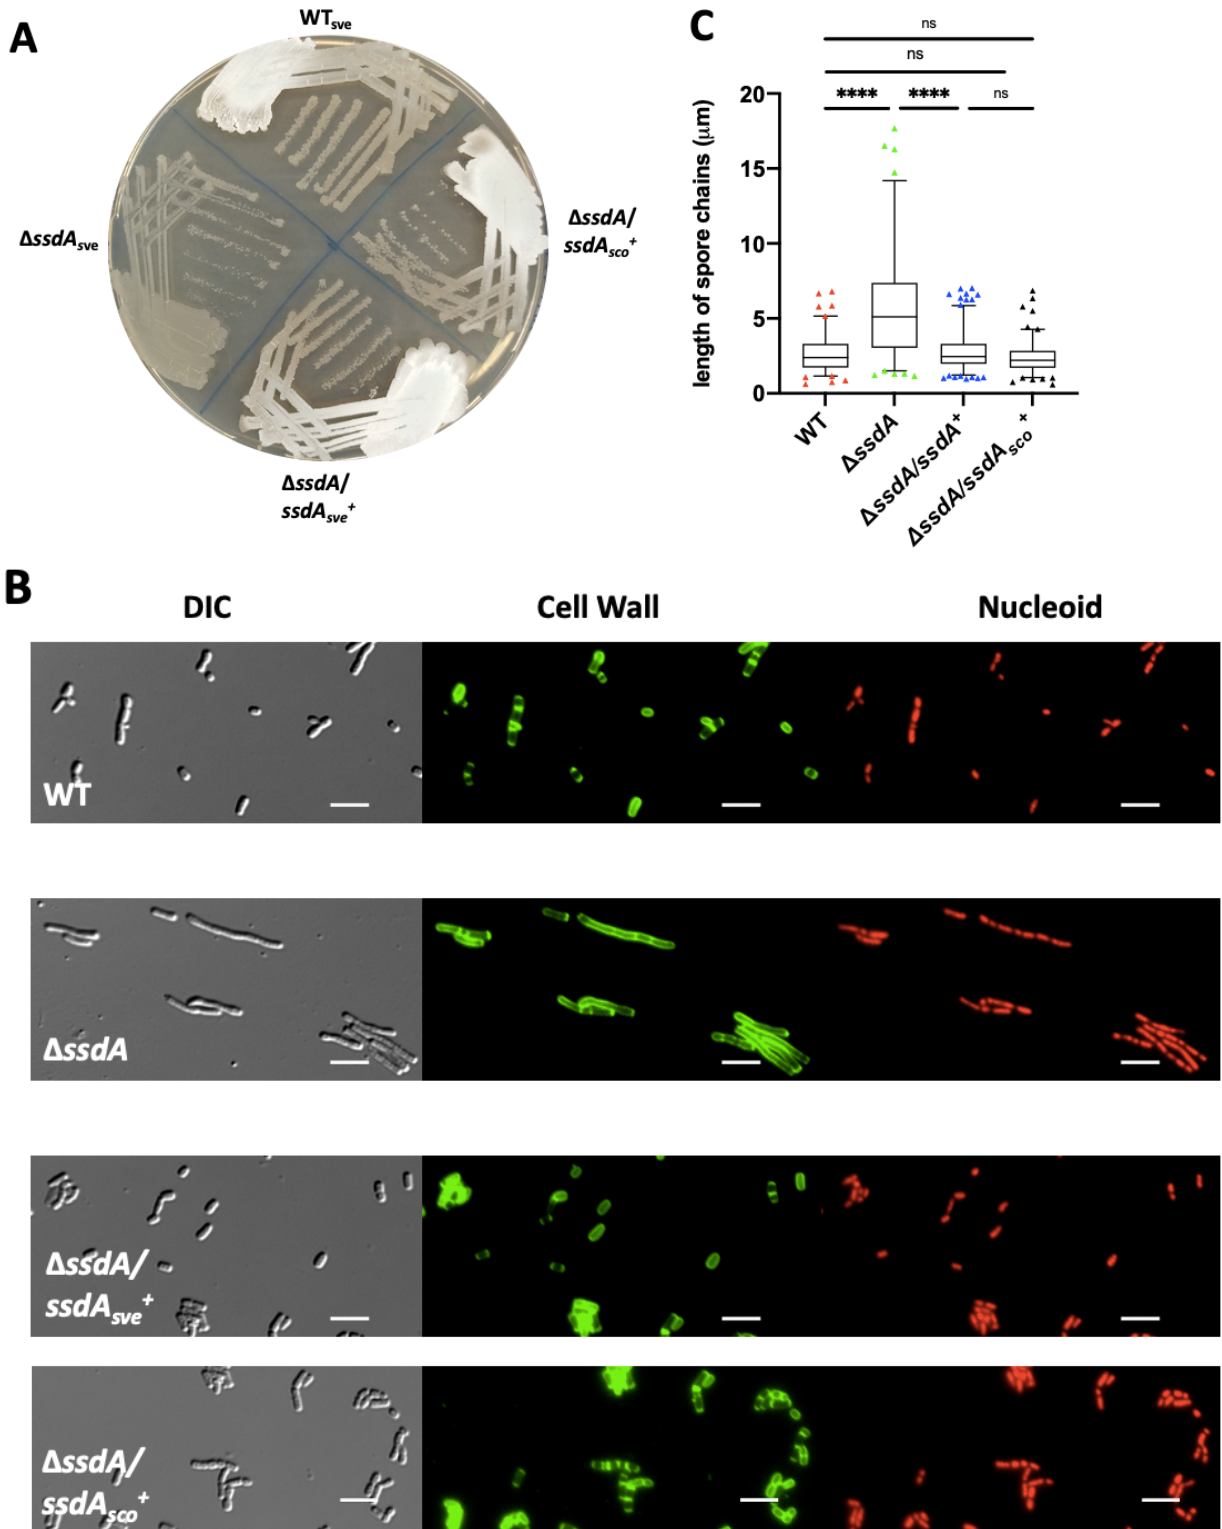 A
WTsve
ΔssdAsve
ΔssdA/
ssdAsco+
ΔssdA/
ssdAsve+
C
ns
ns
**** **** ns
length of spore chains (μm)
20
15
10
5
0
WT
ΔssdA
ΔssdA/ssdA+
ΔssdA/ssdAsco+
B
DIC Cell Wall Nucleoid
WT
ΔssdA
ΔssdA/
ssdAsve+
ΔssdA/
ssdAsco+